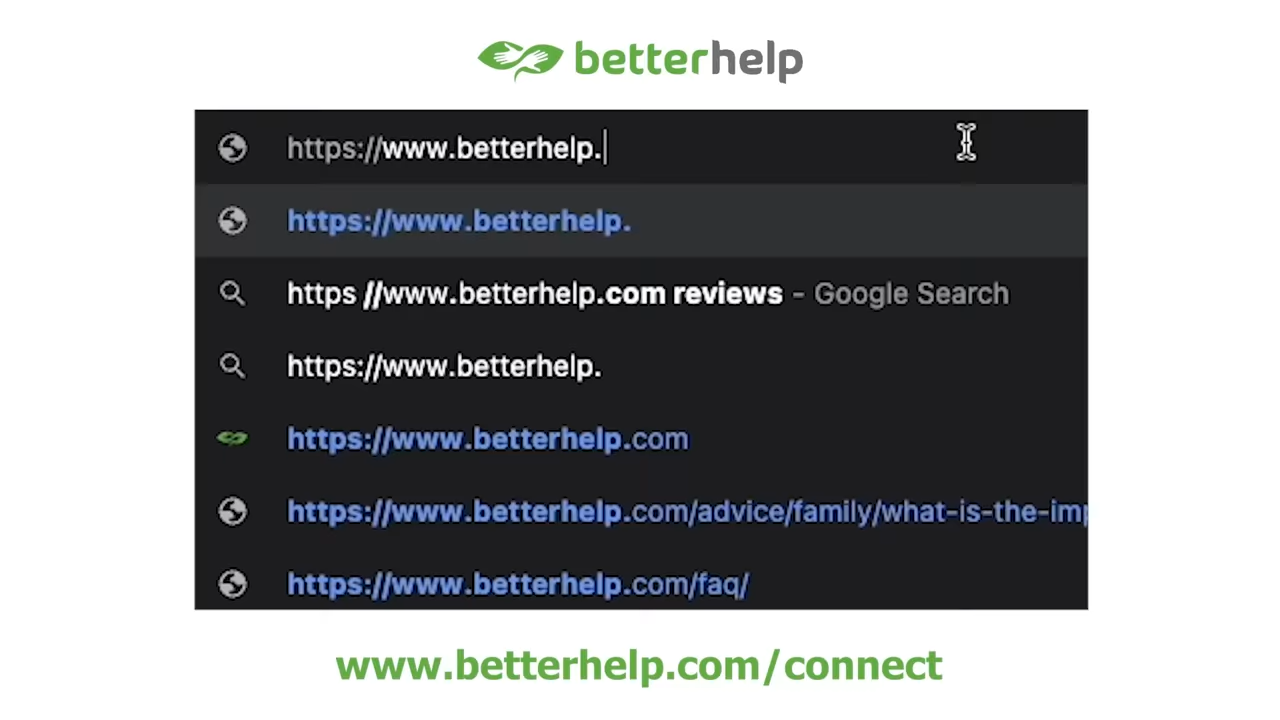 betterhelp
https://www.betterhelp.
https://www.betterhelp.
https //www.betterhelp.com reviews - Google Search
https://www.betterhelp.
https://www.betterhelp.com
https://www.betterhelp.com/advice/family/what-is-the-imp
https://www.betterhelp.com/faq/
www.betterhelp.com/connect